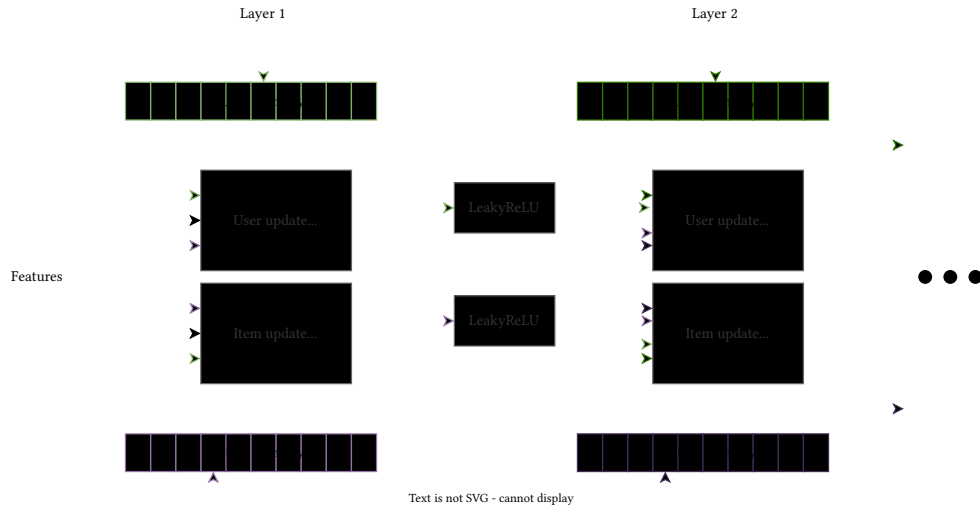 Layer 1
Layer 2
User update...
LeakyReLU
User update...
Features
Item update...
LeakyReLU
Item update...
Text is not SVG - cannot display